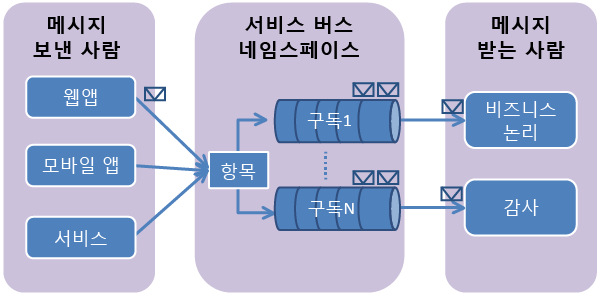 메시지
보낸 사람
웹앱
모바일 앱
서비스
서비스 버스
네임스페이스
항목
구독1
구독N
메시지
받는 사람
비즈니스
논리
감사